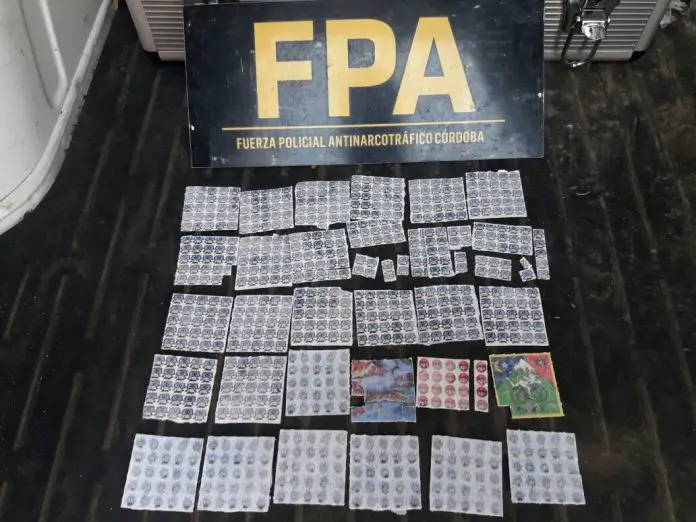 FPA
FUERZA POLICIAL ANTINARCOTRÁFICO CÓRDOBA